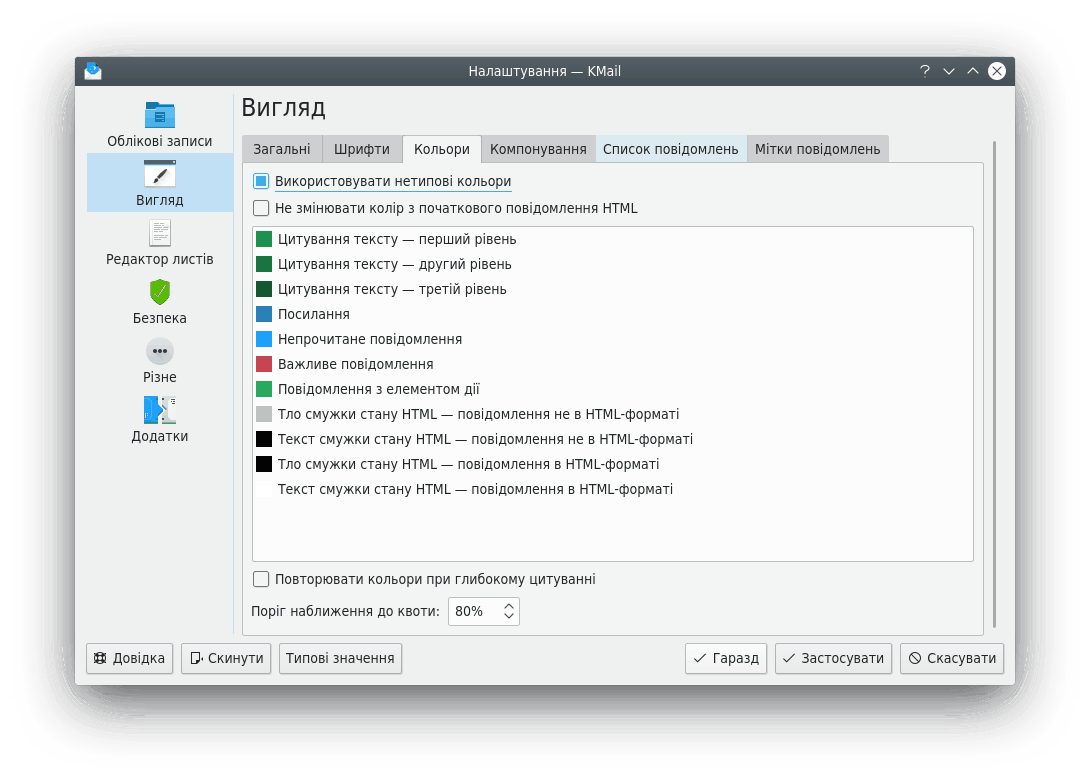 Налаштування — KMail
Облікові записи
Вигляд
Редактор листів
Безпека
Різне
Додатки
Вигляд
Загальні Шрифти Кольори Компонування Список повідомлень Мітки повідомлень
Використовувати нетипові кольори
Не змінювати колір з початкового повідомлення HTML
Цитування тексту — перший рівень
Цитування тексту — другий рівень
Цитування тексту — третій рівень
Посилання
Непрочитане повідомлення
Важливе повідомлення
Повідомлення з елементом дії
Тло смужки стану HTML — повідомлення не в HTML-форматі
Текст смужки стану HTML — повідомлення не в HTML-форматі
Тло смужки стану HTML — повідомлення в HTML-форматі
Текст смужки стану HTML — повідомлення в HTML-форматі
Повторювати кольори при глибокому цитуванні
Поріг наближення до квоти: 80%
Довідка Скинути Типові значення Гаразд Застосувати Скасувати